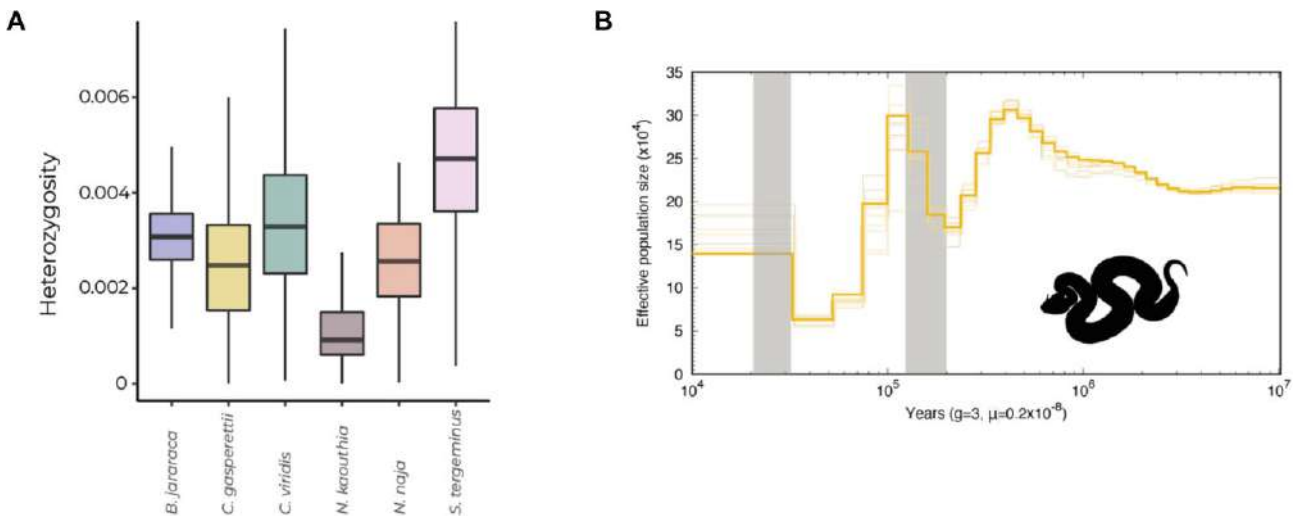 A
Heterozygosity
0.006
0.004
0.002
0
B. jararaca
C. gasperettii
C. viridis
N. kaouthia
N. naja
S. tergeminus
B
Effective population size (x10⁴)
35
30
25
20
15
10
5
0
10⁴
10⁵
10⁶
10⁷
Years (g=3, μ=0.2x10⁻⁸)